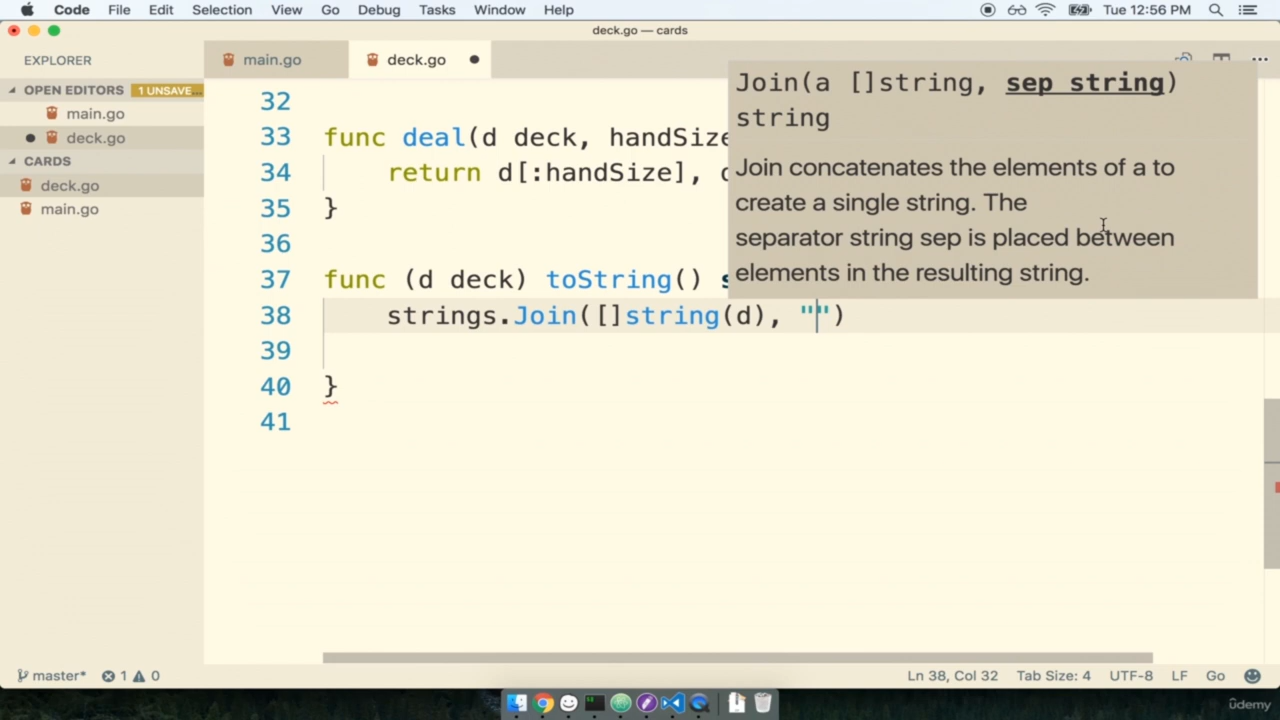 Code File Edit Selection View Go Debug Tasks Window Help Tue 12:56 PM
deck.go — cards
EXPLORER
main.go deck.go
OPEN EDITORS 1 UNSAVE...
main.go
deck.go
CARDS
deck.go
main.go
32
33 func deal(d deck, handSize
34 return d[:handSize],
35 }
36
37 func (d deck) toString()
38 strings.Join([]string(d), "")
39
40 }
41
Join(a []string, sep string)
string
Join concatenates the elements of a to
create a single string. The
separator string sep is placed between
elements in the resulting string.
master* 1 0 Ln 38, Col 32 Tab Size: 4 UTF-8 LF Go
ûdemy